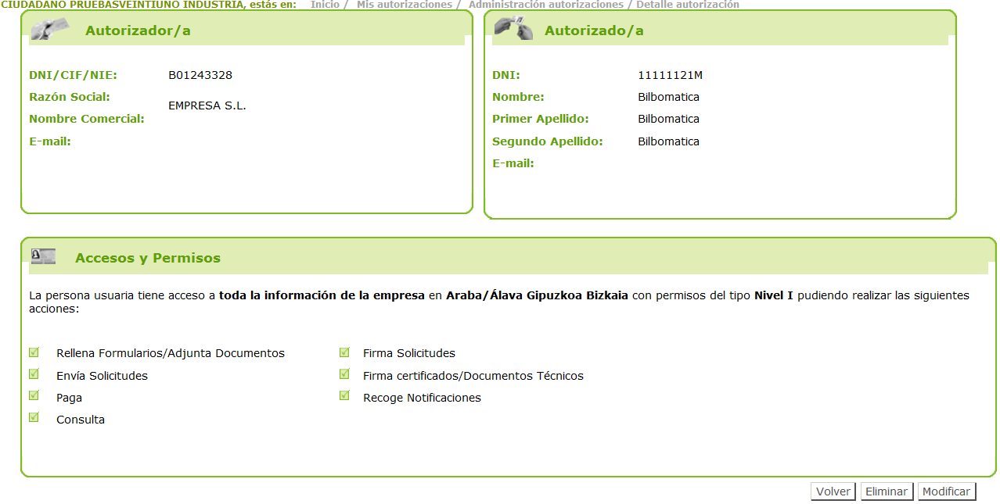 CIUDADANO PRUEBASVEINTIUNO INDUSTRIA, estás en: Inicio / Mis autorizaciones / Administración autorizaciones / Detalle autorización
Autorizador/a
DNI/CIF/NIE: B01243328
Razón Social:
EMPRESA S.L.
Nombre Comercial:
E-mail:
Autorizado/a
DNI: 11111121M
Nombre: Bilbomatica
Primer Apellido: Bilbomatica
Segundo Apellido: Bilbomatica
E-mail:
Accesos y Permisos
La persona usuaria tiene acceso a toda la información de la empresa en Araba/Álava Gipuzkoa Bizkaia con permisos del tipo Nivel I pudiendo realizar las siguientes
acciones:
Rellena Formularios/Adjunta Documentos Firma Solicitudes
Envía Solicitudes Firma certificados/Documentos Técnicos
Paga Recoge Notificaciones
Consulta
Volver Eliminar Modificar